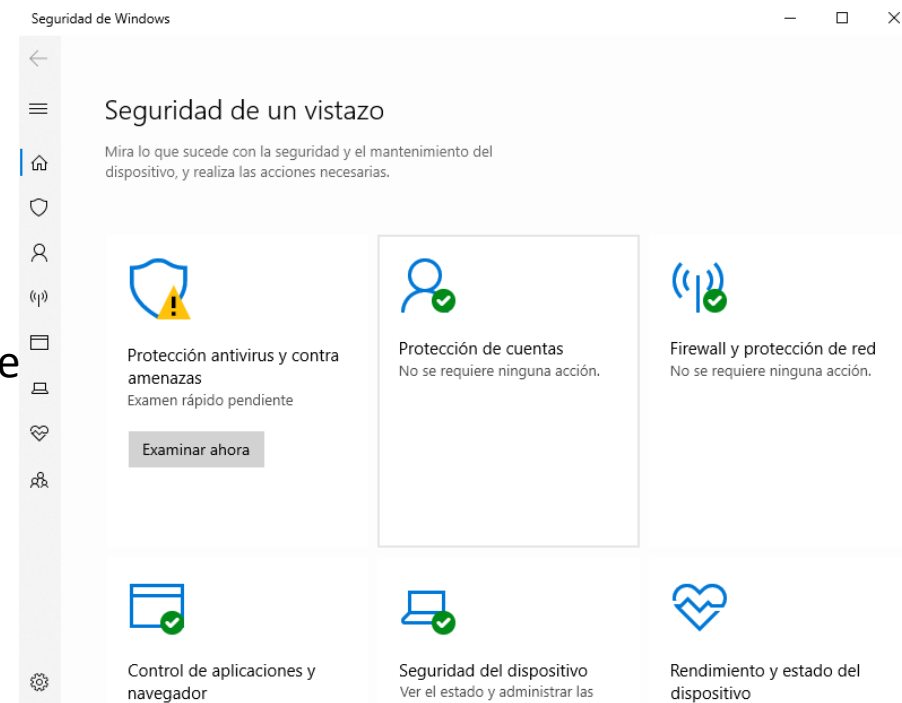 Seguridad de Windows
Seguridad de un vistazo
Mira lo que sucede con la seguridad y el mantenimiento del
dispositivo, y realiza las acciones necesarias.
Protección antivirus y contra
amenazas
Examen rápido pendiente
Examinar ahora
Protección de cuentas
No se requiere ninguna acción.
Firewall y protección de red
No se requiere ninguna acción.
e
Control de aplicaciones y
navegador
Seguridad del dispositivo
Ver el estado y administrar las
Rendimiento y estado del
dispositivo